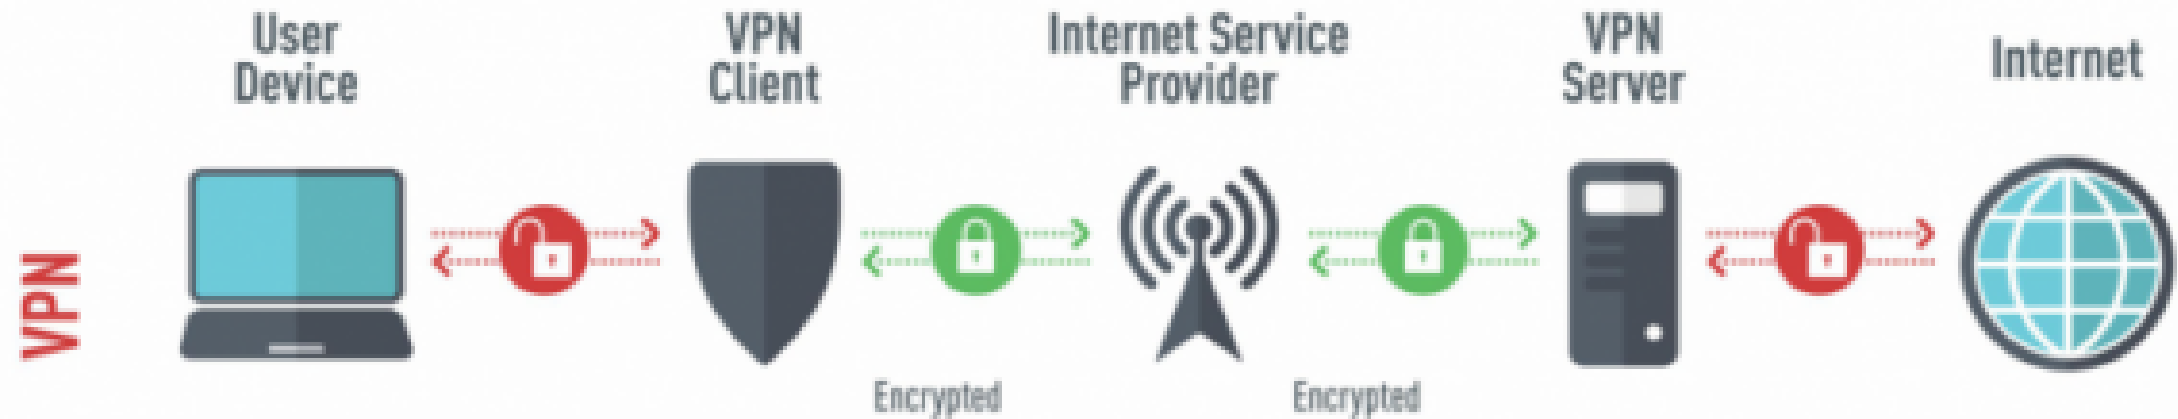 User
Device
VPN
Client
Internet Service
Provider
VPN
Server
Internet
VPN
Encrypted
Encrypted